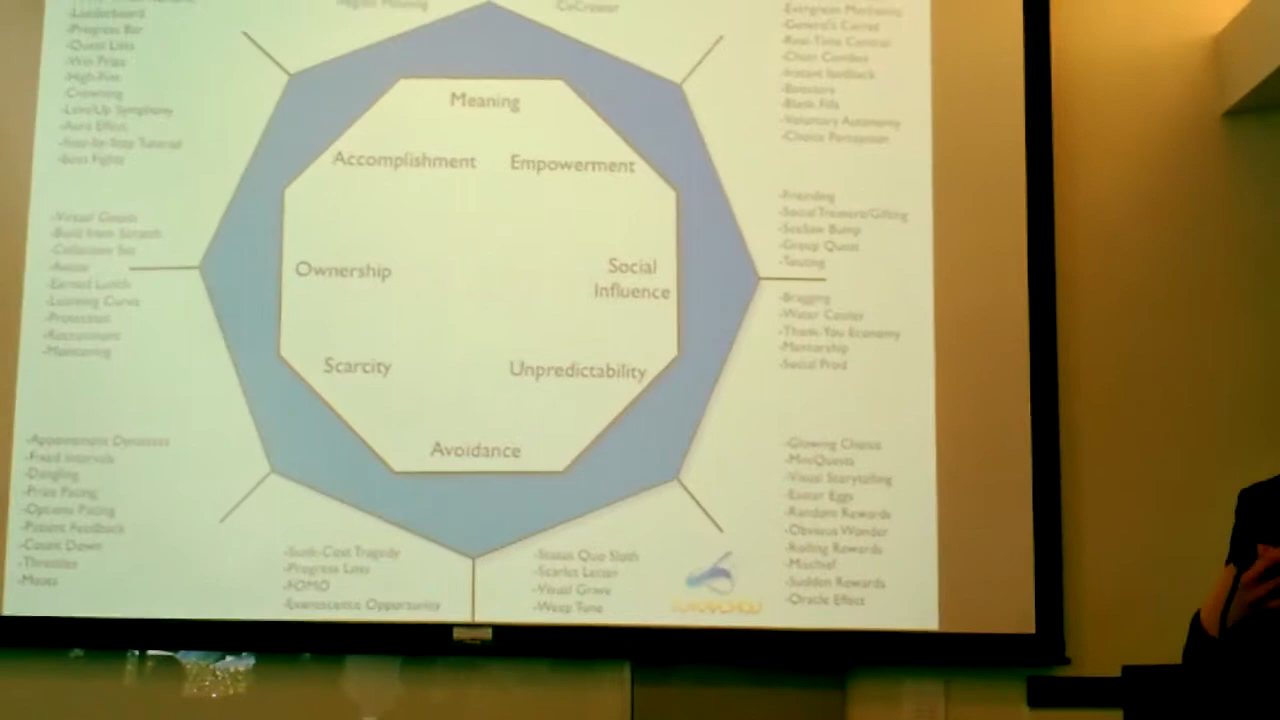 -CoCreator
-Leaderboard
-Progress Bar
-Quest Lists
-Win Prize
-High-Five
-Crowning
-Level Up Symphony
-Aura Effect
-Step-by-Step Tutorial
-Boss Fights
-Evergreen Mechanics
-General's Carrot
-Real-Time Control
-Chain Combos
-Instant feedback
-Boosters
-Blank Fills
-Voluntary Autonomy
-Choice Perception
Meaning
Accomplishment
Empowerment
-Virtual Goods
-Build from Scratch
-Collection Set
-Avatar
-Earned Lunch
-Learning Curve
-Protection
-Recruitment
-Monitoring
Ownership
Social
Influence
-Friending
-Social Treasure/Gifting
-SeeSaw Bump
-Group Quest
-Touting
-Bragging
-Water Cooler
-Thank-You Economy
-Mentorship
-Social Prod
Scarcity
Unpredictability
Avoidance
-Appointment Dynamics
-Fixed Intervals
-Dangling
-Prize Pacing
-Options Pacing
-Patient Feedback
-Count Down
-Throttles
-Moats
-Sunk-Cost Tragedy
-Progress Loss
-FOMO
-Evanescence Opportunity
-Status Quo Sloth
-Scarlet Letter
-Visual Grave
-Weep Tune
-Glowing Choice
-MiniQuests
-Visual Storytelling
-Easter Eggs
-Random Rewards
-Obvious Wonder
-Rolling Rewards
-Mischief
-Sudden Rewards
-Oracle Effect